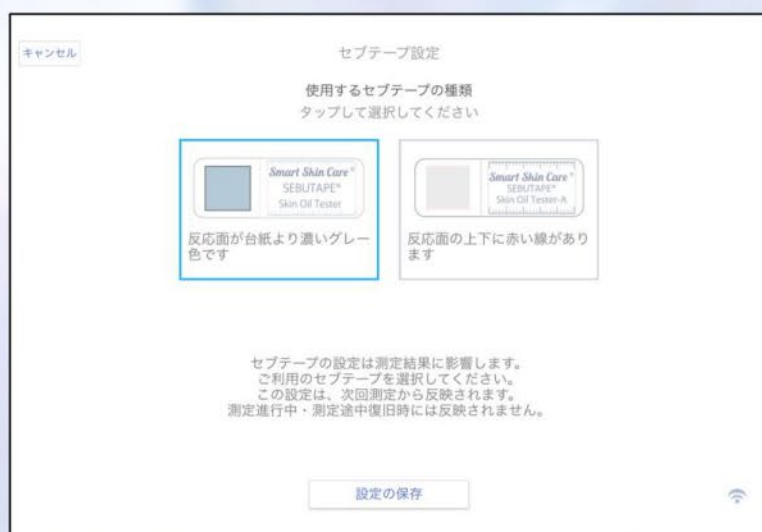 キャンセル
セブテープ設定
使用するセブテープの種類
タップして選択してください
Smart Skin Care®
SEBUTAPE®
Skin Oil Tester
反応面が台紙より濃いグレー
色です
Smart Skin Care®
SEBUTAPE®
Skin Oil Tester-A
反応面の上下に赤い線があり
ます
セブテープの設定は測定結果に影響します。
ご利用のセブテープを選択してください。
この設定は、次回測定から反映されます。
測定進行中・測定途中復旧時には反映されません。
設定の保存